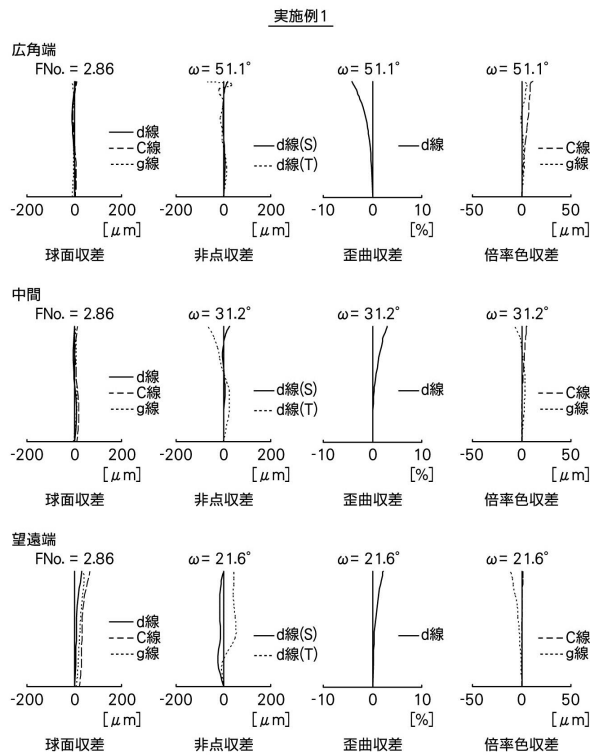 実施例1
広角端
FNo. = 2.86 ω= 51.1° ω= 51.1° ω= 51.1°
d線 C線 g線
d線(S) d線(T)
d線
C線 g線
-200 0 200 -200 0 200 -10 0 10 -50 0 50
[μm] [μm] [%] [μm]
球面収差 非点収差 歪曲収差 倍率色収差
中間
FNo. = 2.86 ω= 31.2° ω= 31.2° ω= 31.2°
d線 C線 g線
d線(S) d線(T)
d線
C線 g線
-200 0 200 -200 0 200 -10 0 10 -50 0 50
[μm] [μm] [%] [μm]
球面収差 非点収差 歪曲収差 倍率色収差
望遠端
FNo. = 2.86 ω= 21.6° ω= 21.6° ω= 21.6°
d線 C線 g線
d線(S) d線(T)
d線
C線 g線
-200 0 200 -200 0 200 -10 0 10 -50 0 50
[μm] [μm] [%] [μm]
球面収差 非点収差 歪曲収差 倍率色収差